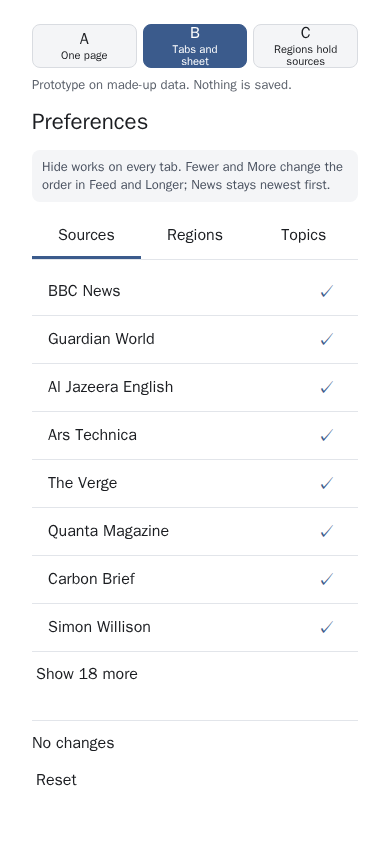 A
One page
B
Tabs and
sheet
C
Regions hold
sources
Prototype on made-up data. Nothing is saved.
Preferences
Hide works on every tab. Fewer and More change the
order in Feed and Longer; News stays newest first.
Sources
Regions
Topics
BBC News ✓
Guardian World ✓
Al Jazeera English ✓
Ars Technica ✓
The Verge ✓
Quanta Magazine ✓
Carbon Brief ✓
Simon Willison ✓
Show 18 more
No changes
Reset